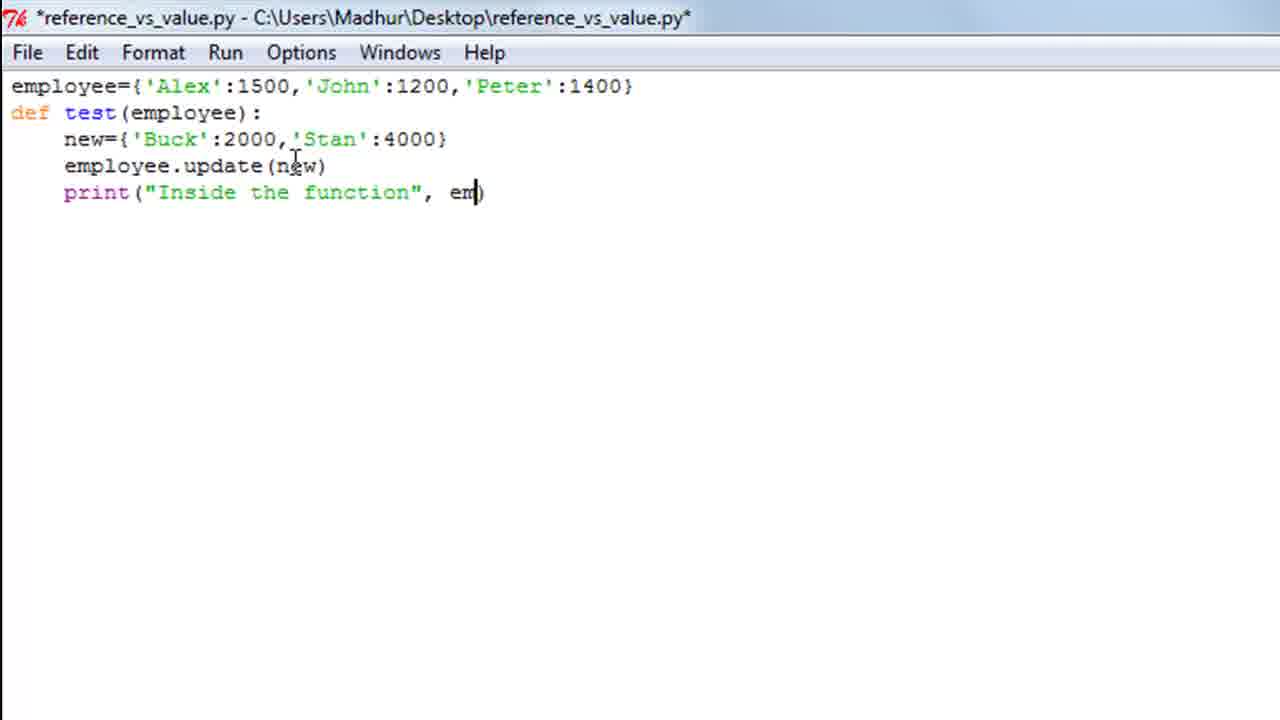 *reference_vs_value.py - C:\Users\Madhur\Desktop\reference_vs_value.py*
File Edit Format Run Options Windows Help
employee={'Alex':1500,'John':1200,'Peter':1400}
def test(employee):
    new={'Buck':2000,'Stan':4000}
    employee.update(new)
    print("Inside the function", em)